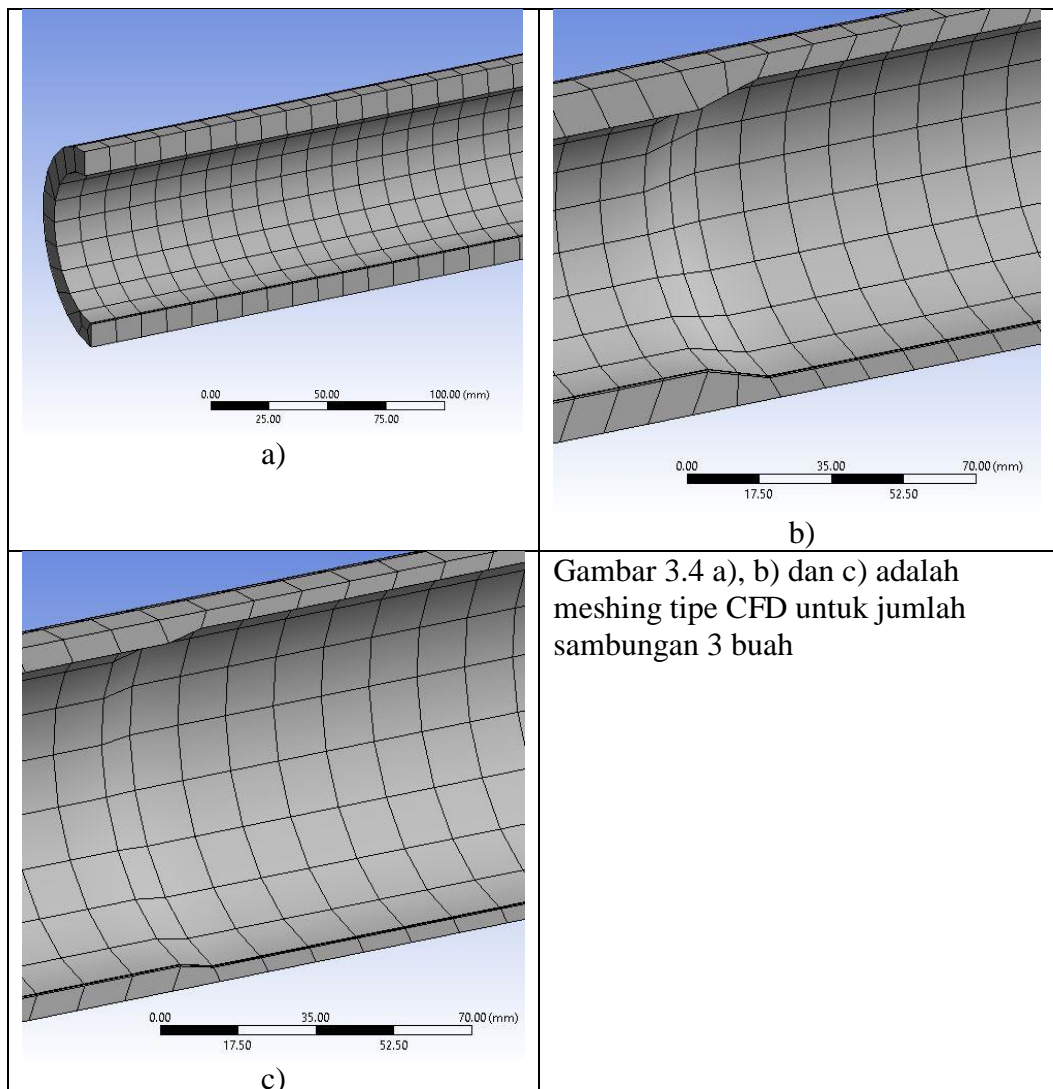 0.00 50.00 100.00 (mm)
25.00 75.00
a)
0.00 35.00 70.00 (mm)
17.50 52.50
b)
Gambar 3.4 a), b) dan c) adalah
meshing tipe CFD untuk jumlah
sambungan 3 buah
0.00 35.00 70.00 (mm)
17.50 52.50
c)